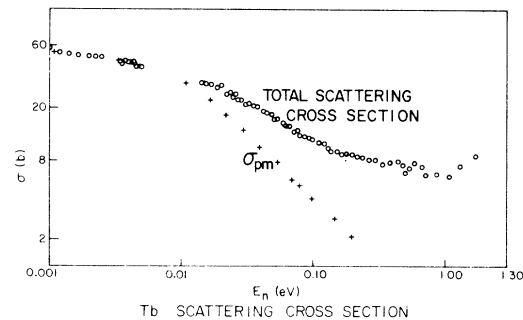 60
20
8
2
σ (b)
TOTAL SCATTERING
CROSS SECTION
σpm
0.001
0.01
0.10
1.00
1.30
En (eV)
Tb SCATTERING CROSS SECTION